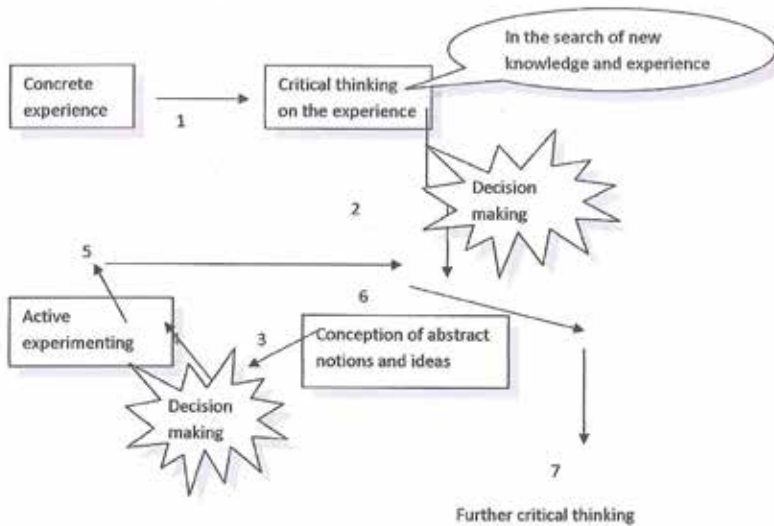 In the search of new
knowledge and experience
Concrete
experience
1
Critical thinking
on the experience
Decision
making
2
5
6
Active
experimenting
3
Conception of abstract
notions and ideas
Decision
making
7
Further critical thinking